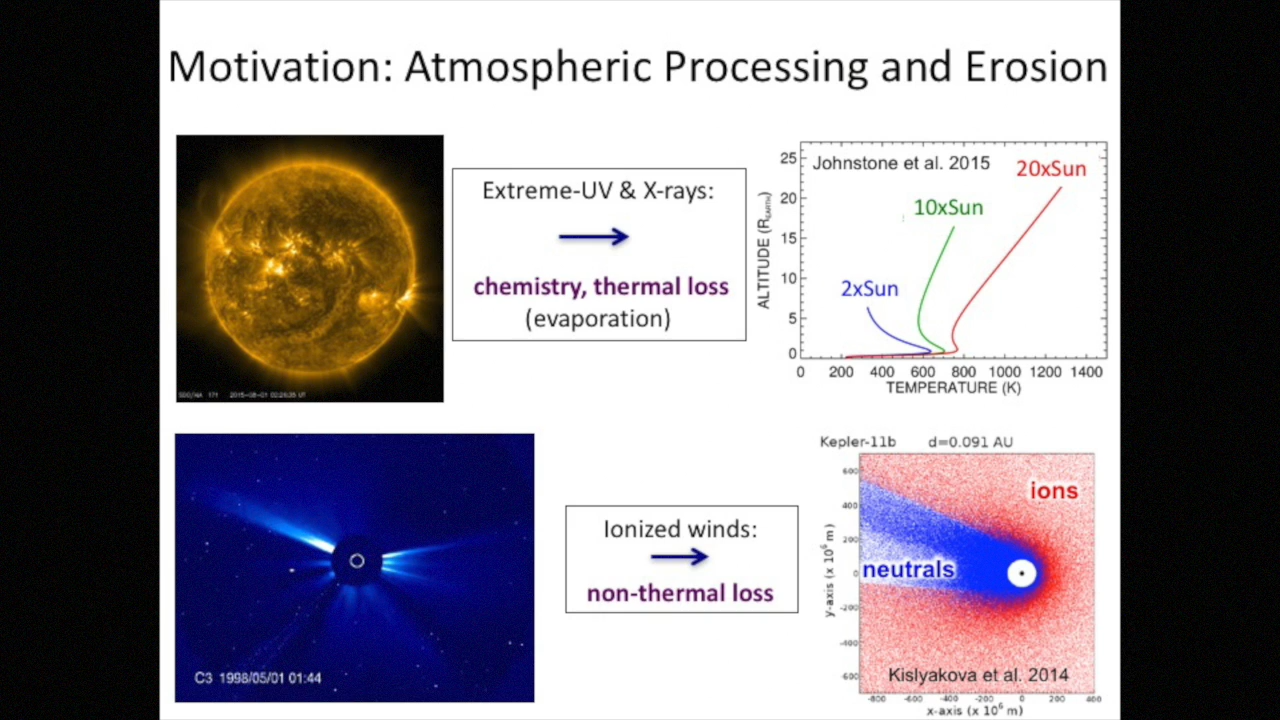 Motivation: Atmospheric Processing and Erosion
Extreme-UV & X-rays:
chemistry, thermal loss
(evaporation)
Johnstone et al. 2015
20xSun
10xSun
2xSun
ALTITUDE (R_EARTH)
25
20
15
10
5
0
0 200 400 600 800 1000 1200 1400
TEMPERATURE (K)
SDO/AIA 171
C3 1998/05/01 01:44
Ionized winds:
non-thermal loss
Kepler-11b d=0.091 AU
ions
neutrals
Kislyakova et al. 2014
y-axis (x 10^6 m)
600
400
200
0
-200
-400
-600
-800 -600 -400 -200 0 200 400
x-axis (x 10^6 m)